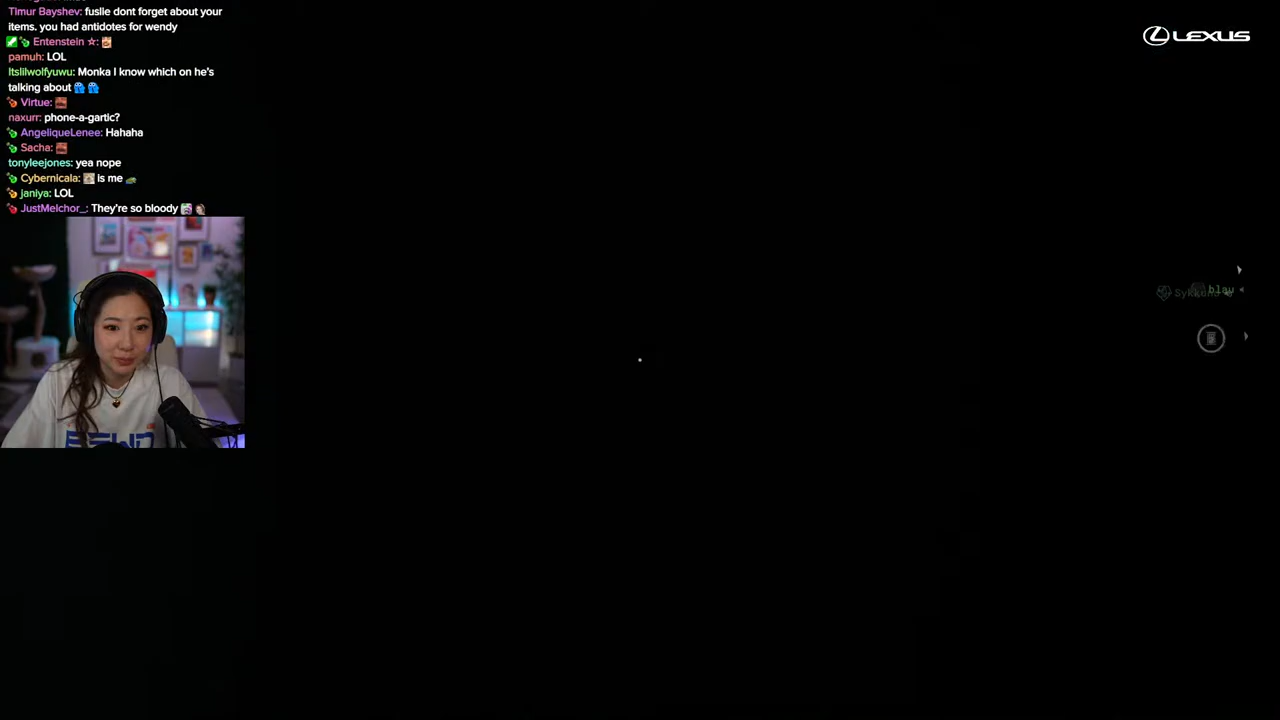 Timur Bayshev: fuslie dont forget about your
items. you had antidotes for wendy
Entenstein ☆:
pamuh: LOL
Itslilwolfyuwu: Monka I know which on he's
talking about
Virtue:
naxurr: phone-a-gartic?
AngeliqueLenee: Hahaha
Sacha:
tonyleejones: yea nope
Cybernicala: is me
janiya: LOL
JustMelchor_: They're so bloody
LEXUS
blau